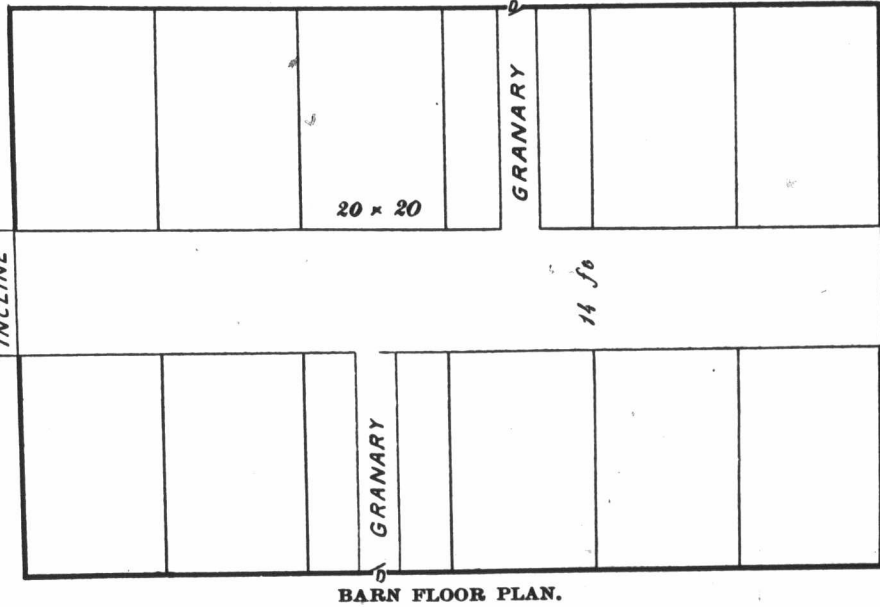 D
GRANARY
20 × 20
INCLINE
14 ft
GRANARY
D
BARN FLOOR PLAN.